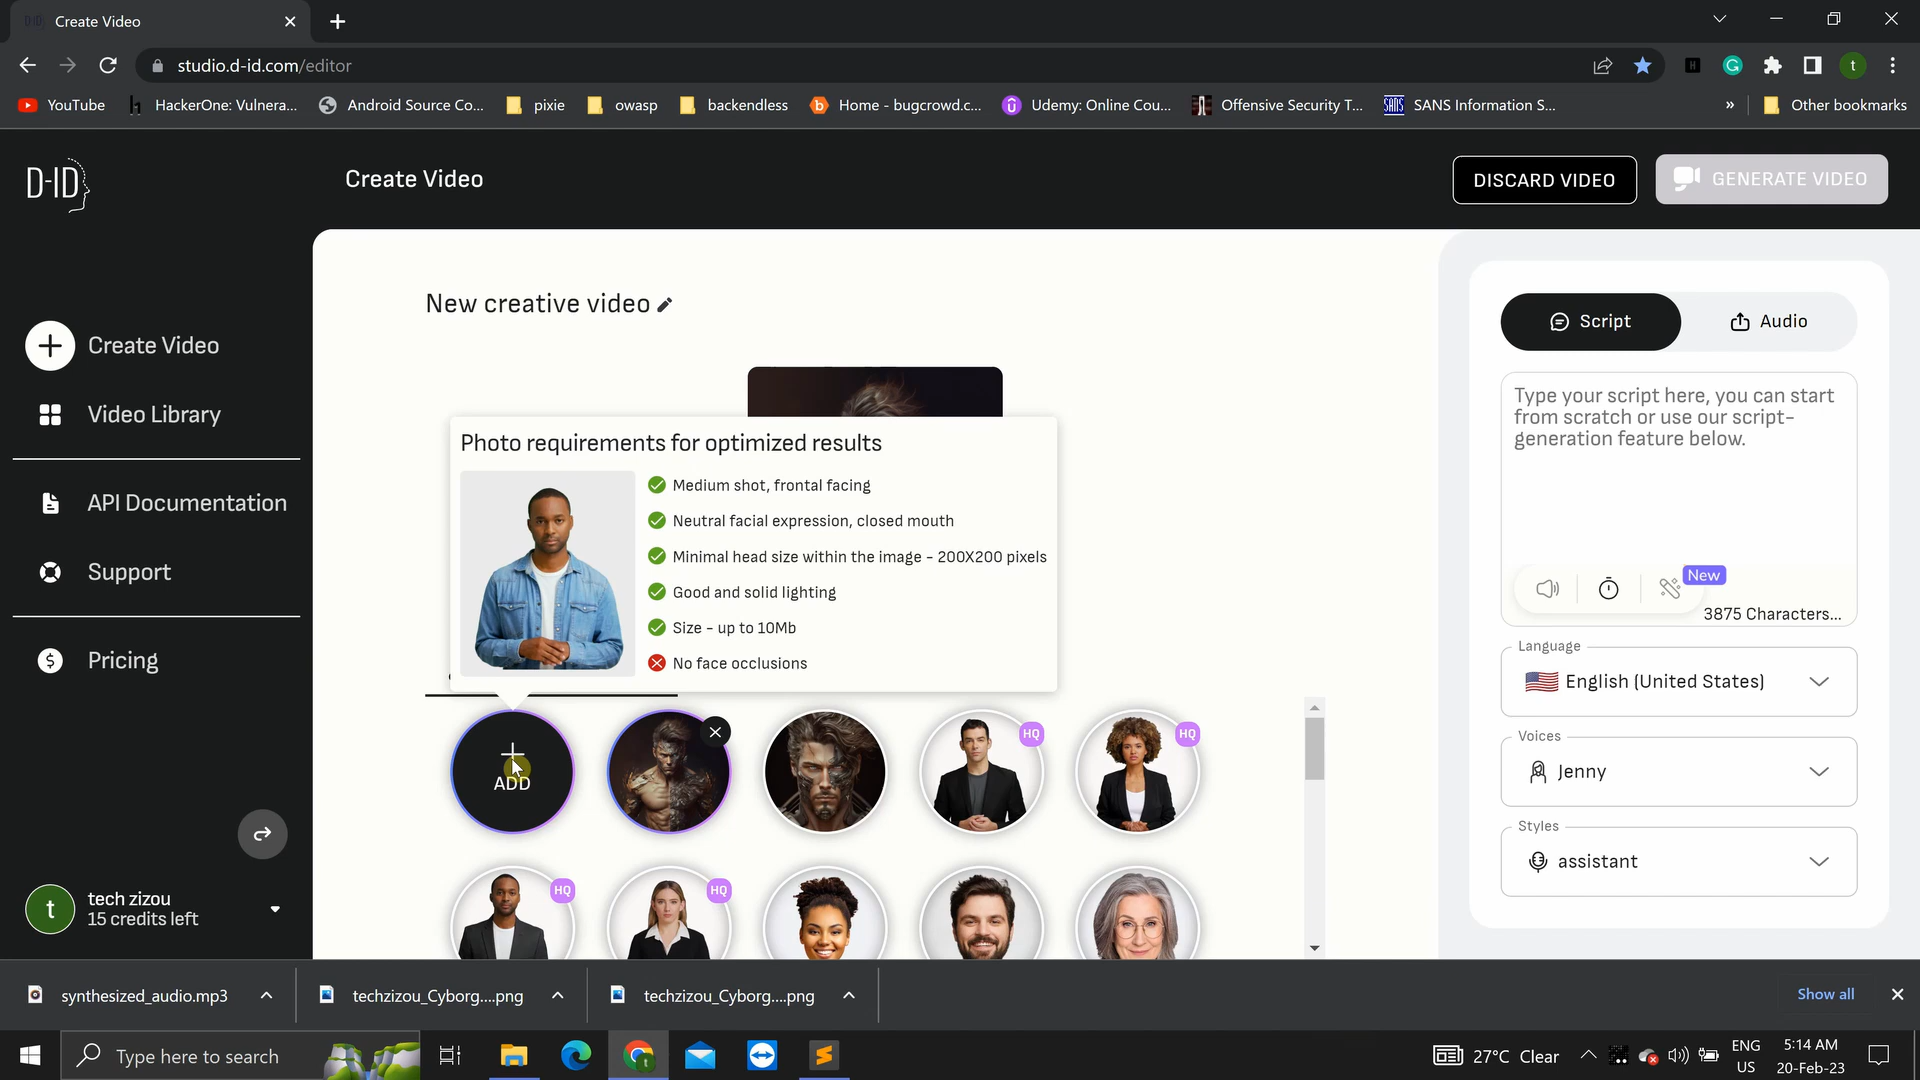 Create Video
studio.d-id.com/editor
t
YouTube
HackerOne: Vulnera...
Android Source Co...
pixie
owasp
backendless
Home - bugcrowd.c...
Udemy: Online Cou...
Offensive Security T...
SANS Information S...
»
Other bookmarks
D-ID
Create Video
DISCARD VIDEO
GENERATE VIDEO
Create Video
Video Library
API Documentation
Support
Pricing
t
tech zizou
15 credits left
New creative video
Photo requirements for optimized results
Medium shot, frontal facing
Neutral facial expression, closed mouth
Minimal head size within the image - 200X200 pixels
Good and solid lighting
Size - up to 10Mb
No face occlusions
ADD
HQ
HQ
HQ
HQ
Script
Audio
Type your script here, you can start
from scratch or use our script-
generation feature below.
New
3875 Characters...
Language
English (United States)
Voices
Jenny
Styles
assistant
synthesized_audio.mp3
techzizou_Cyborg....png
techzizou_Cyborg....png
Show all
Type here to search
27°C Clear
ENG
US
5:14 AM
20-Feb-23